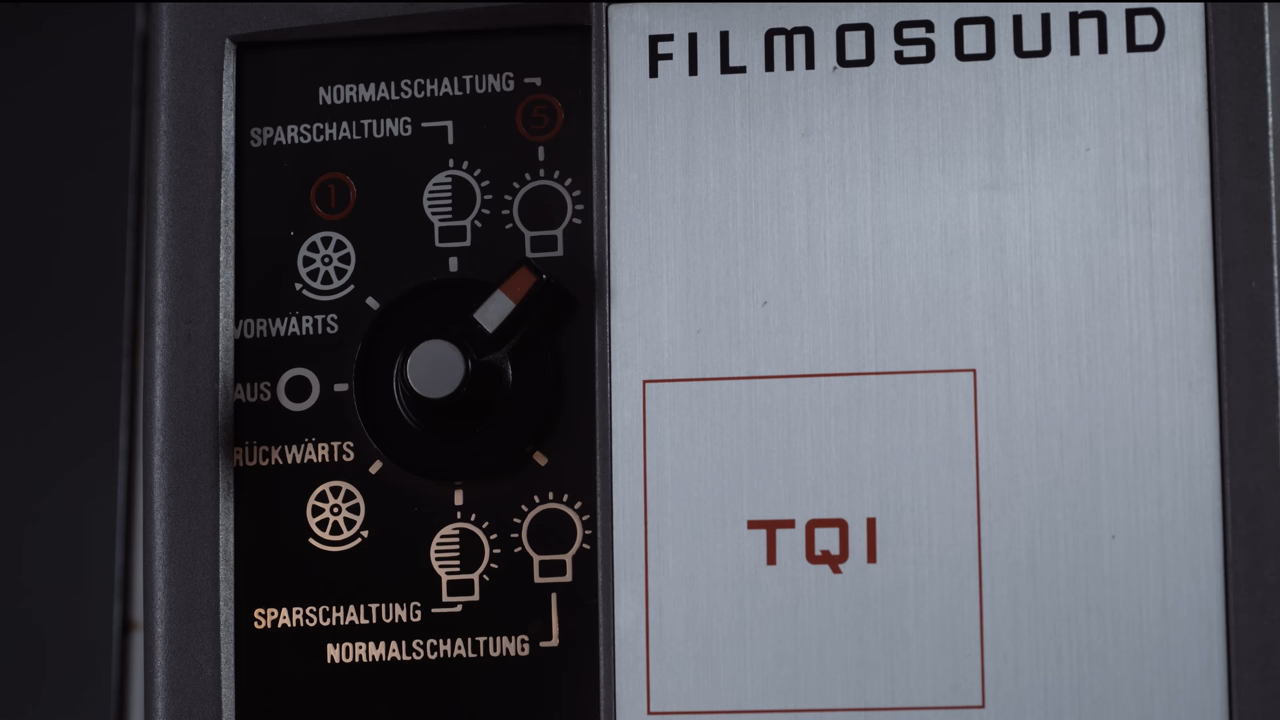 FILMOSOUND
NORMALSCHALTUNG
5
SPARSCHALTUNG
1
VORWÄRTS
AUS
RÜCKWÄRTS
SPARSCHALTUNG
NORMALSCHALTUNG
TQI